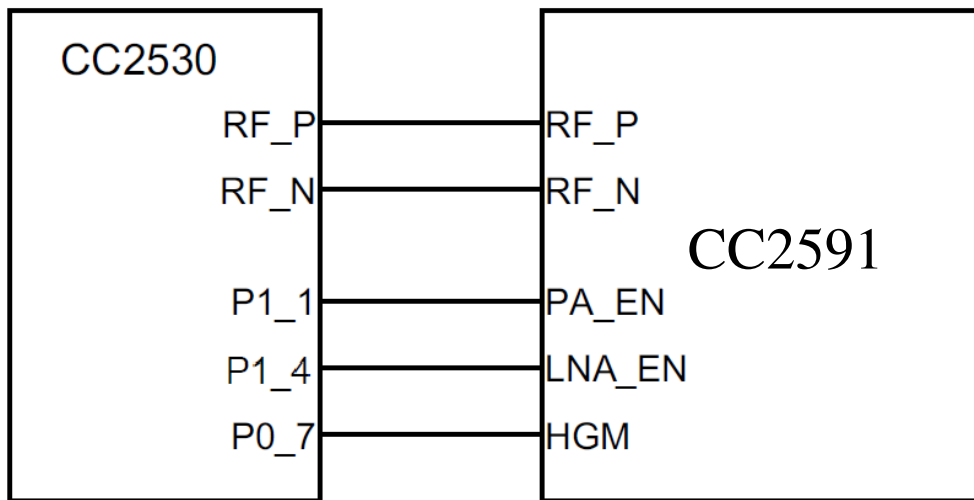 CC2530
RF_P RF_P
RF_N RF_N
CC2591
P1_1 PA_EN
P1_4 LNA_EN
P0_7 HGM